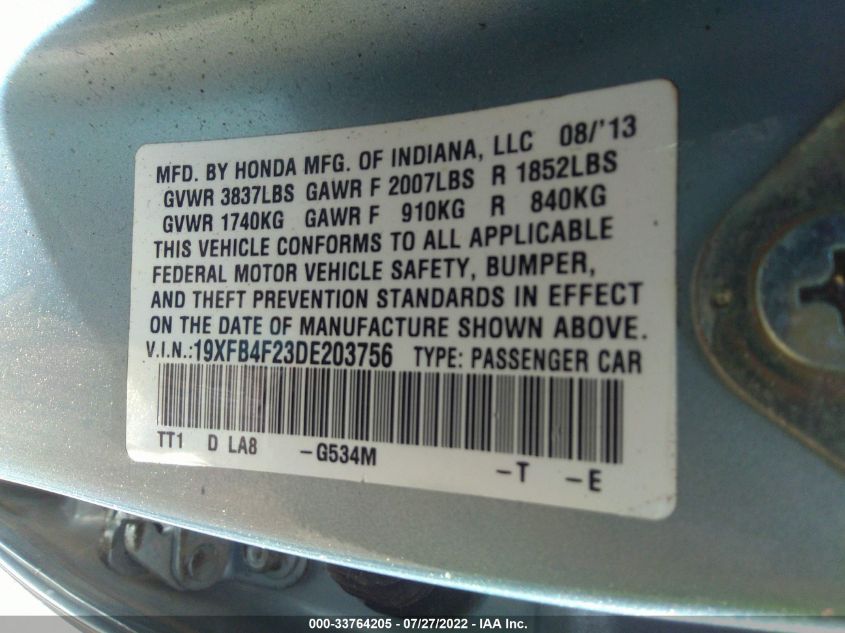 MFD. BY HONDA MFG. OF INDIANA, LLC 08/'13
GVWR 3837LBS GAWR F 2007LBS R 1852LBS
GVWR 1740KG GAWR F 910KG R 840KG
THIS VEHICLE CONFORMS TO ALL APPLICABLE
FEDERAL MOTOR VEHICLE SAFETY, BUMPER,
AND THEFT PREVENTION STANDARDS IN EFFECT
ON THE DATE OF MANUFACTURE SHOWN ABOVE.
V.I.N.:19XFB4F23DE203756 TYPE: PASSENGER CAR
TT1 D LA8 -G534M -T -E
000-33764205 - 07/27/2022 - IAA Inc.